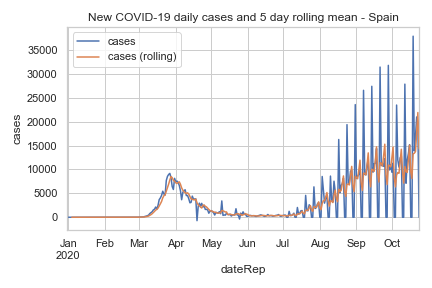 New COVID-19 daily cases and 5 day rolling mean - Spain
cases
cases (rolling)
35000
30000
25000
20000
15000
10000
5000
0
cases
Jan Feb Mar Apr May Jun Jul Aug Sep Oct
2020
dateRep